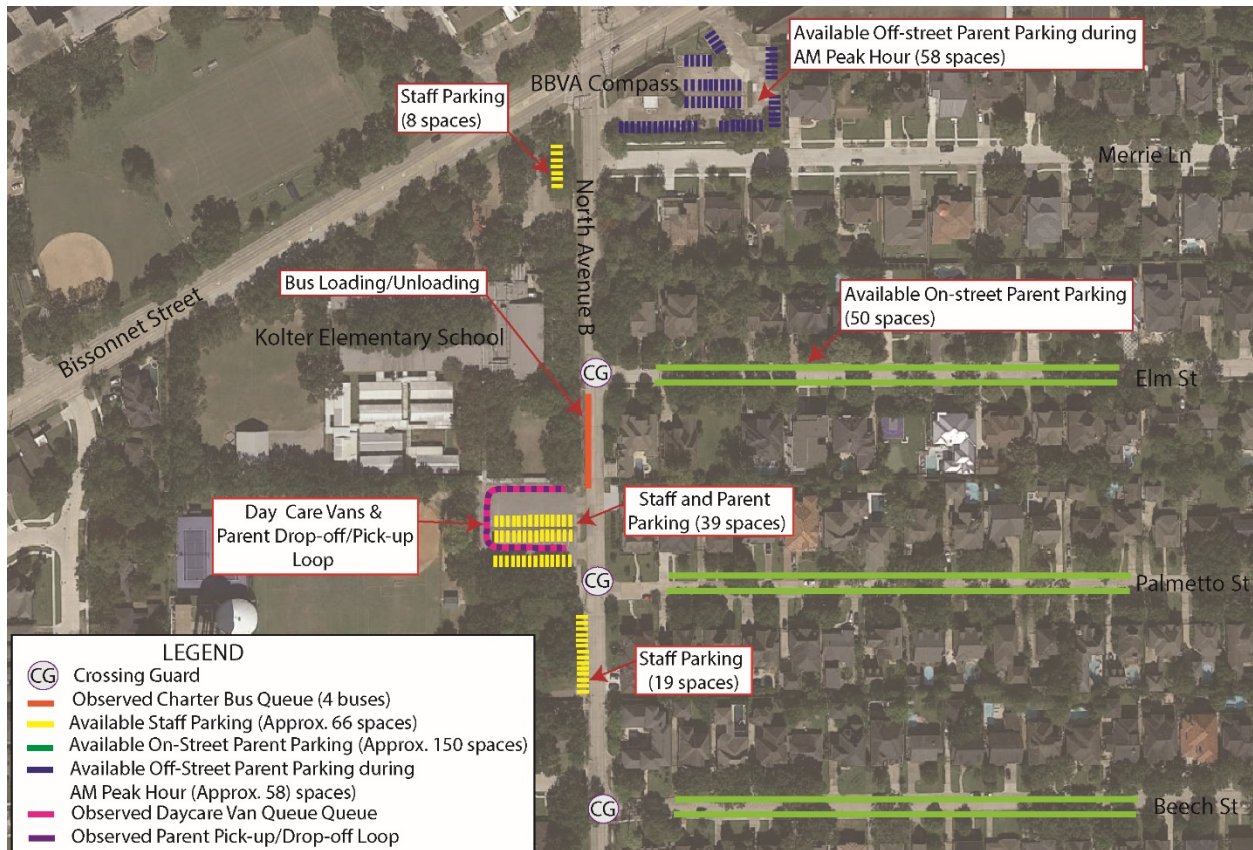 Available Off-street Parent Parking during
AM Peak Hour (58 spaces)
BBVA Compass
Staff Parking
(8 spaces)
Merrie Ln
North Avenue B
Bus Loading/Unloading
Available On-street Parent Parking
(50 spaces)
Bissonnet Street
Kolter Elementary School
CG
Elm St
Day Care Vans &
Parent Drop-off/Pick-up
Loop
Staff and Parent
Parking (39 spaces)
CG
Palmetto St
Staff Parking
(19 spaces)
CG
Beech St
LEGEND
CG Crossing Guard
Observed Charter Bus Queue (4 buses)
Available Staff Parking (Approx. 66 spaces)
Available On-Street Parent Parking (Approx. 150 spaces)
Available Off-Street Parent Parking during
AM Peak Hour (Approx. 58) spaces)
Observed Daycare Van Queue Queue
Observed Parent Pick-up/Drop-off Loop